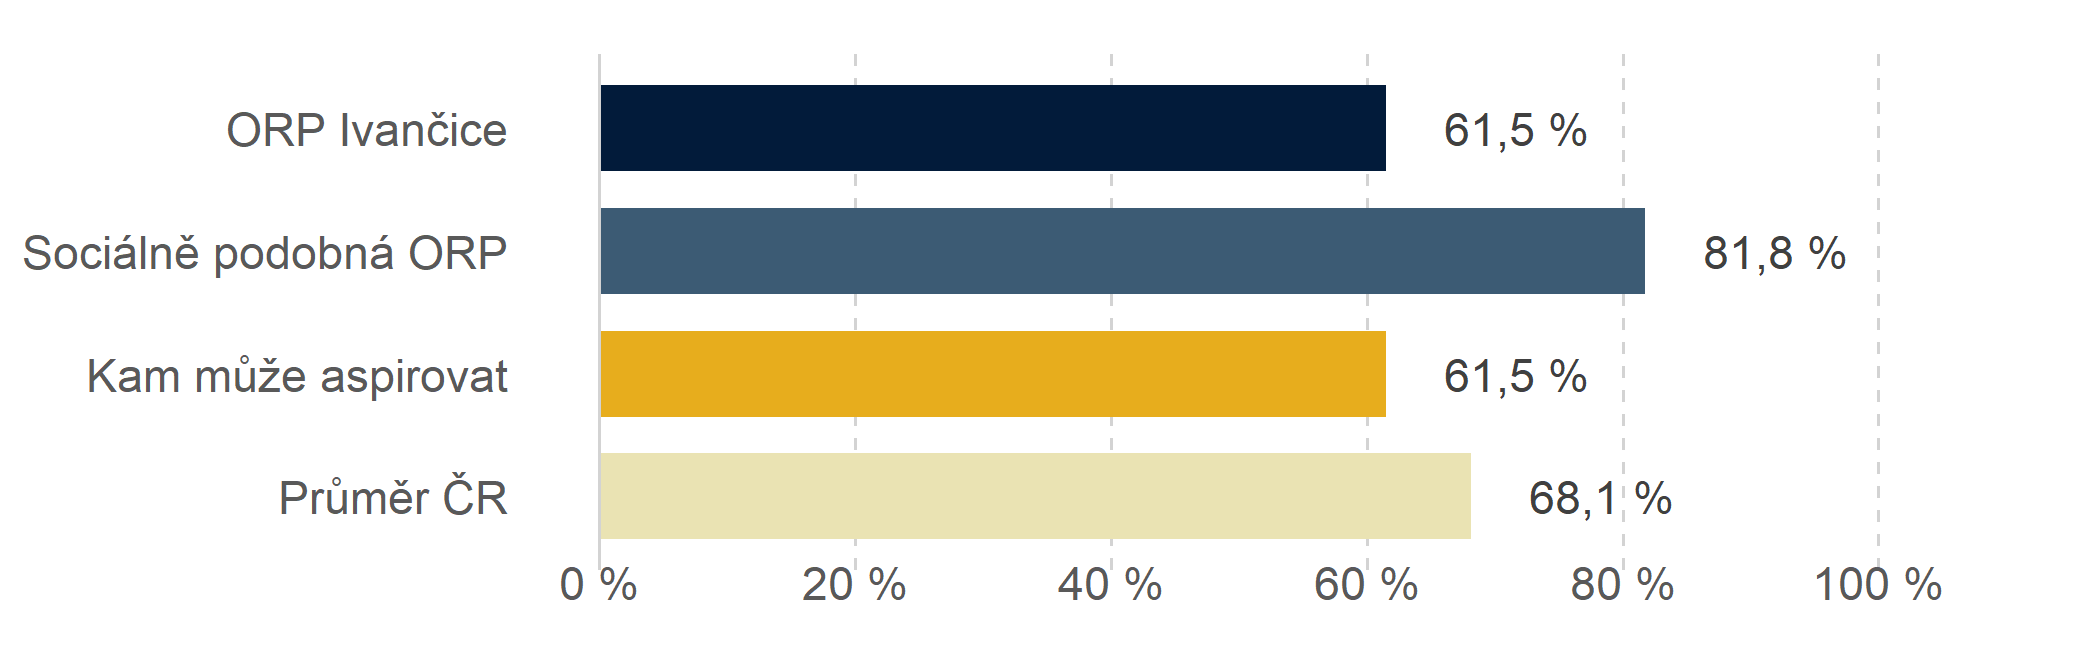 ORP Ivančice
61,5 %
Sociálně podobná ORP
81,8 %
Kam může aspirovat
61,5 %
Průměr ČR
68,1 %
0 % 20 % 40 % 60 % 80 % 100 %